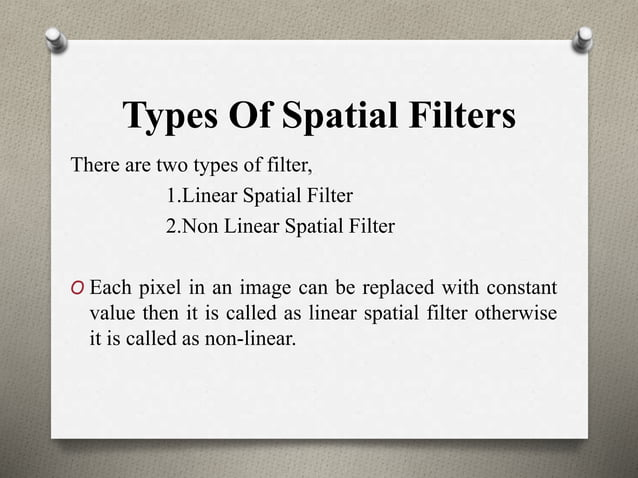 Types Of Spatial Filters
There are two types of filter,
1.Linear Spatial Filter
2.Non Linear Spatial Filter
O Each pixel in an image can be replaced with constant
value then it is called as linear spatial filter otherwise
it is called as non-linear.